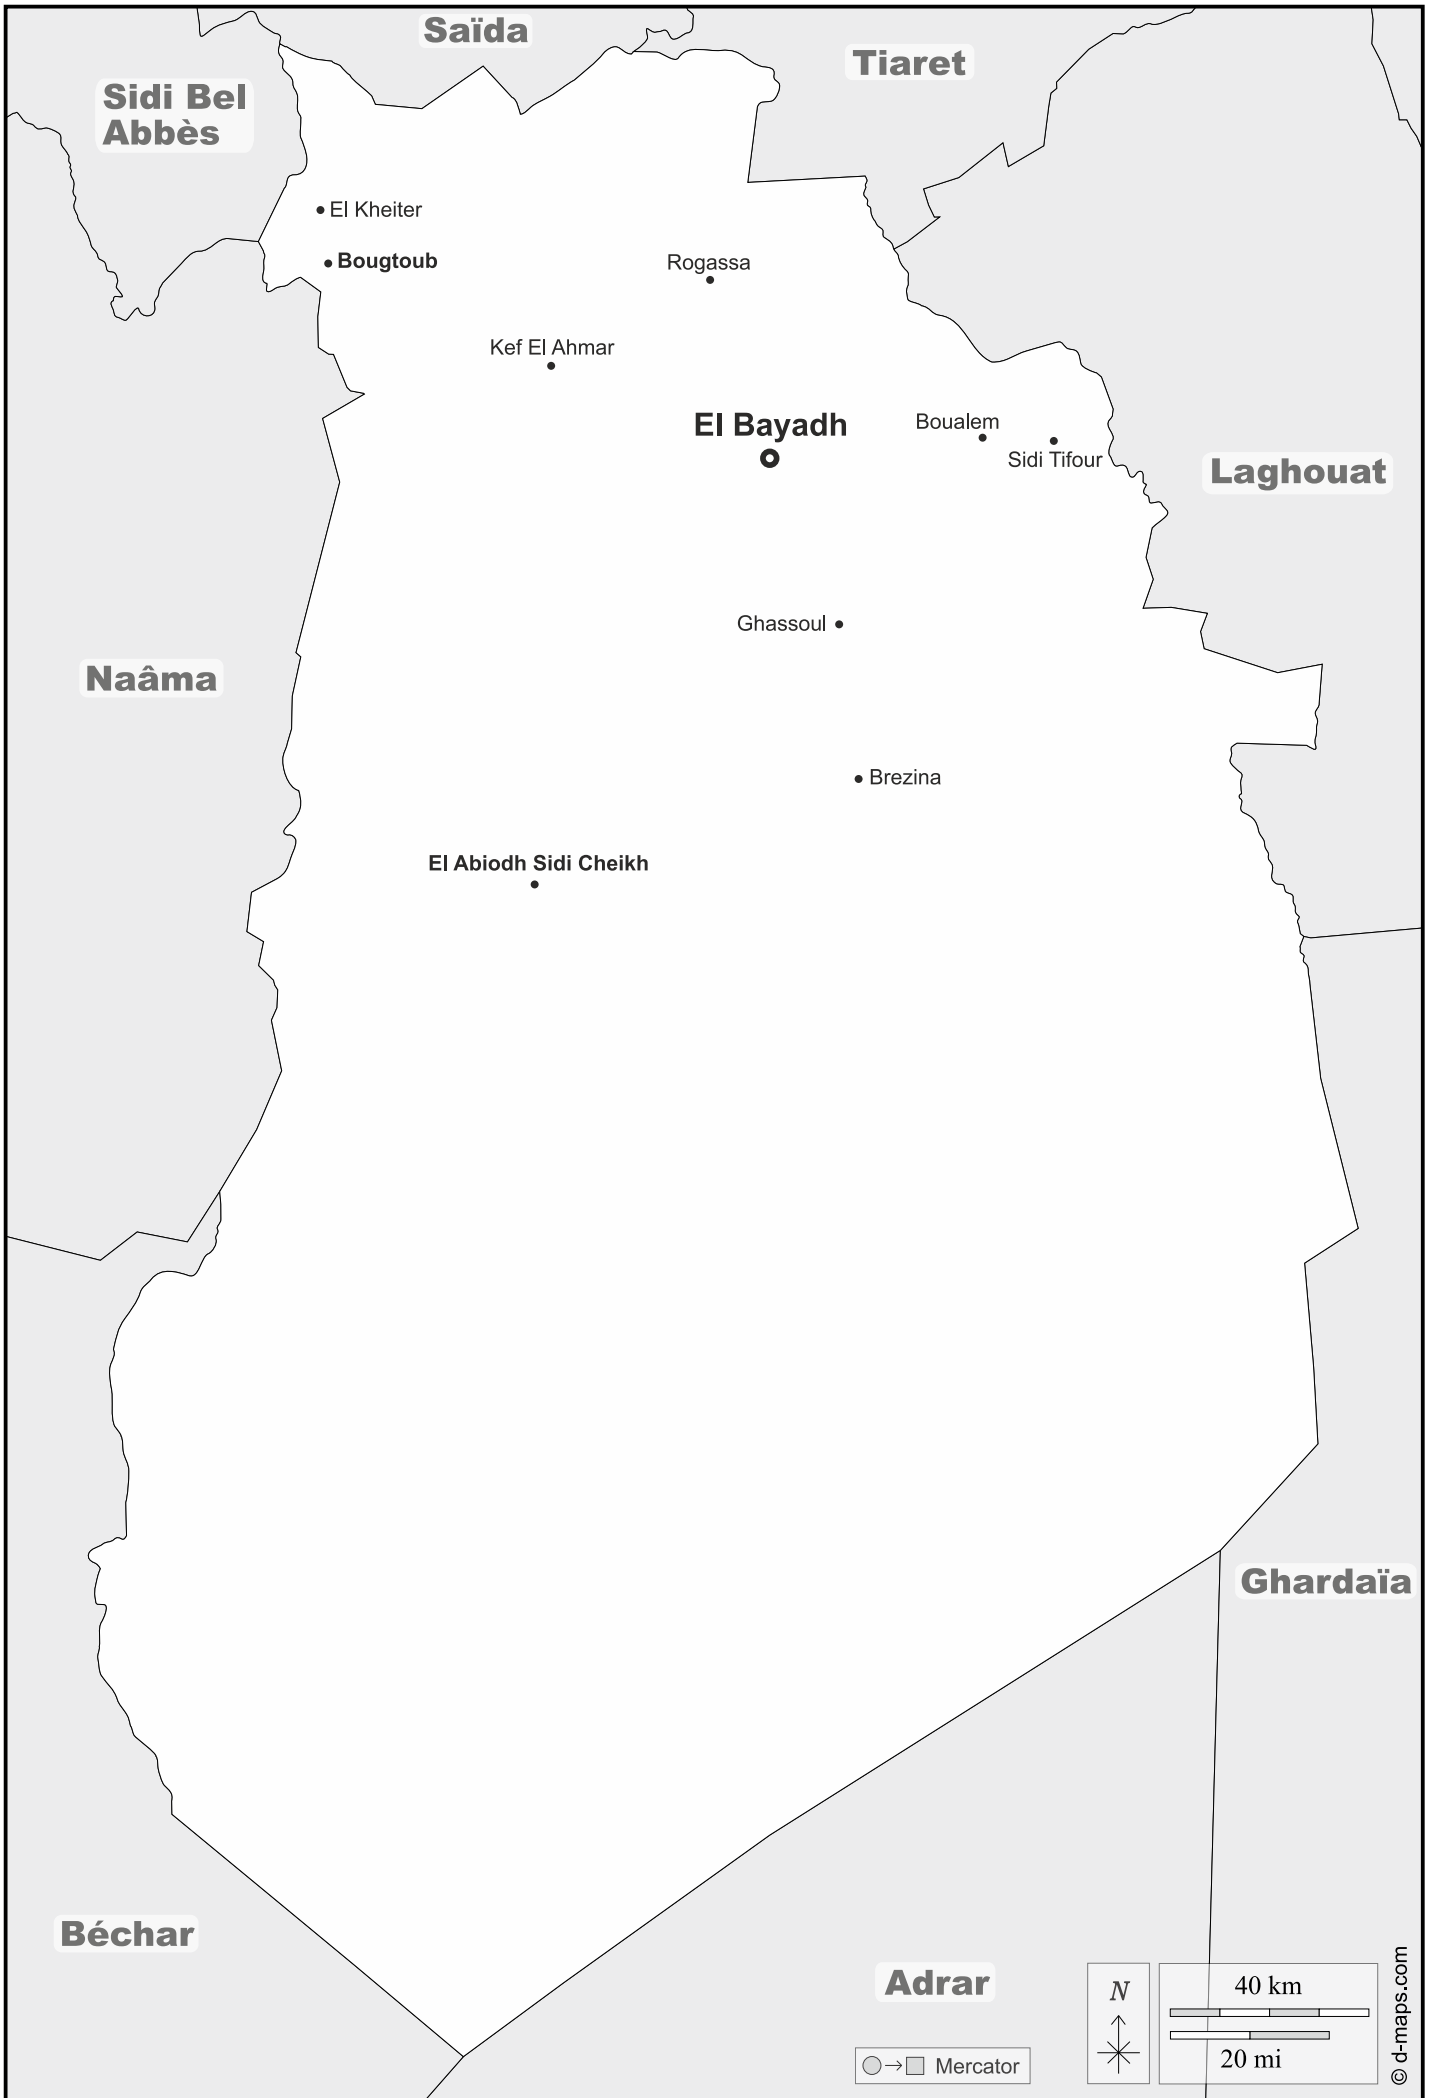 Saïda
Tiaret
Sidi Bel
Abbès
El Kheiter
Bougtoub
Rogassa
Kef El Ahmar
El Bayadh
Boualem
Sidi Tifour
Laghouat
Ghassoul
Naâma
Brezina
El Abiodh Sidi Cheikh
Ghardaïa
Béchar
Adrar
N
40 km
20 mi
Mercator
© d-maps.com